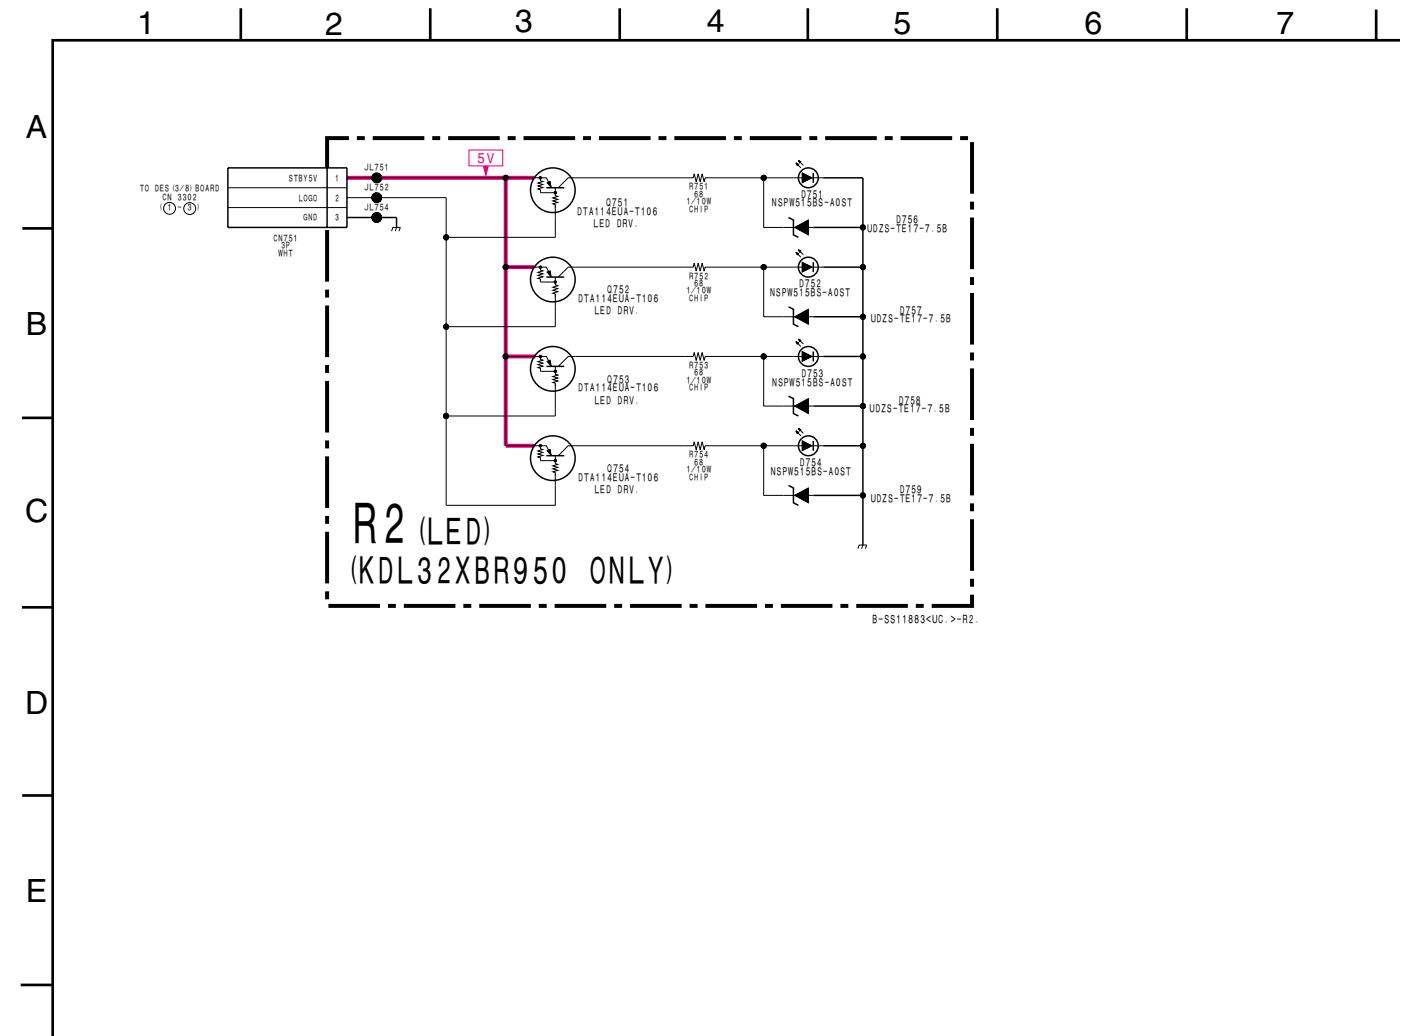 1 2 3 4 5 6 7
A
B
C
D
E
TO DES (3/8) BOARD
CN 3302
(1-3)
STBY5V 1
LOGO 2
GND 3
CN751
3P
WHT
JL751
JL752
JL754
5V
Q751
DTA114EUA-T106
LED DRV.
R751
68
1/10W
CHIP
D751
NSPW515BS-A0ST
D756
UDZS-TE17-7.5B
Q752
DTA114EUA-T106
LED DRV.
R752
68
1/10W
CHIP
D752
NSPW515BS-A0ST
D757
UDZS-TE17-7.5B
Q753
DTA114EUA-T106
LED DRV.
R753
68
1/10W
CHIP
D753
NSPW515BS-A0ST
D758
UDZS-TE17-7.5B
Q754
DTA114EUA-T106
LED DRV.
R754
68
1/10W
CHIP
D754
NSPW515BS-A0ST
D759
UDZS-TE17-7.5B
R2 (LED)
(KDL32XBR950 ONLY)
B-SS11883<UC.>-R2.